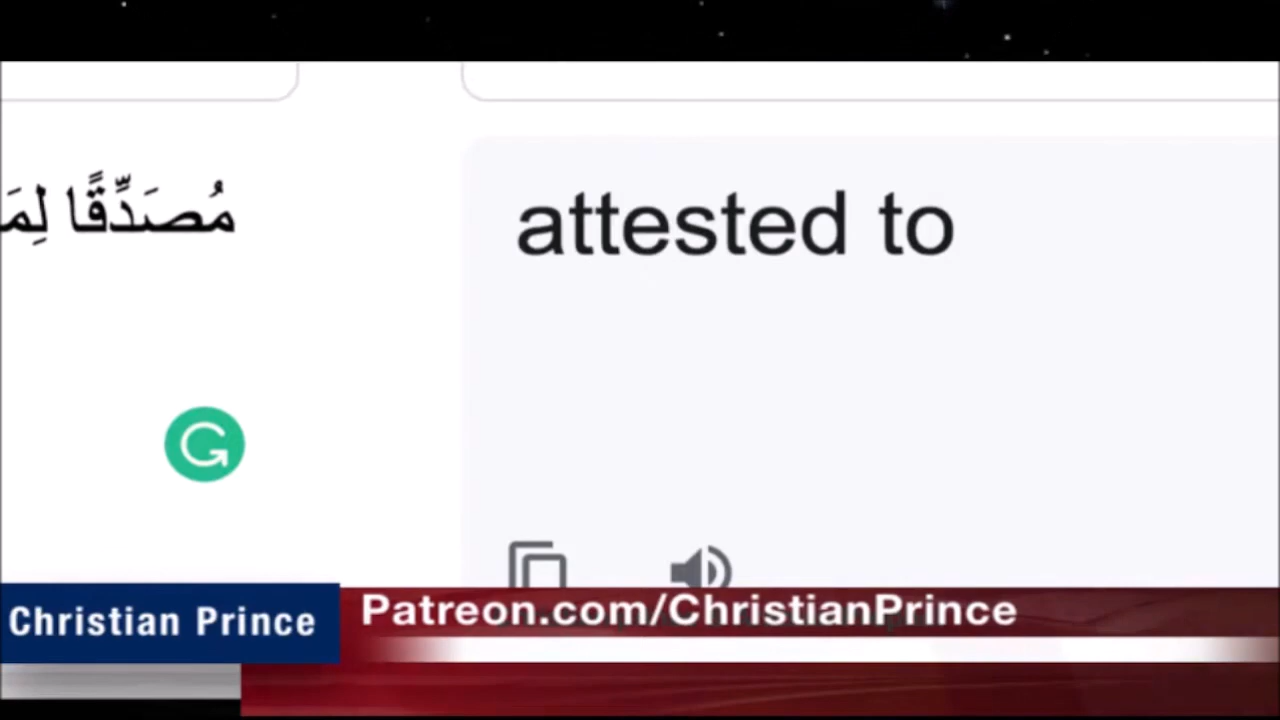 مُصَدِّقًا
attested to
Christian Prince
Patreon.com/ChristianPrince